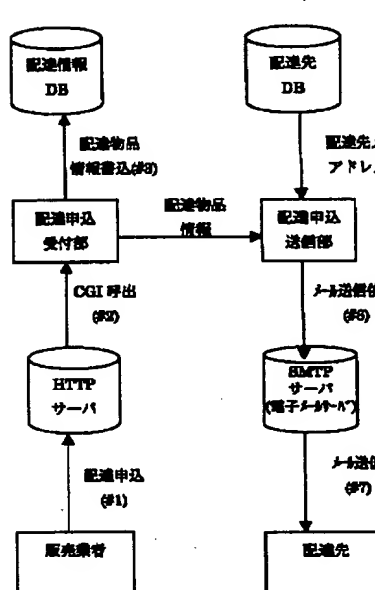 配達情報
DB
配達先
DB
配達物品
情報書込(#3)
配達先
アドレ
配達申込
受付部
配達物品
情報
配達申込
送信部
CGI 呼出
(#2)
メール送信
(#6)
HTTP
サーバ
SMTP
サーバ
(電子メールサーバ)
配達申込
(#1)
メール送信
(#7)
販売業者
配達先